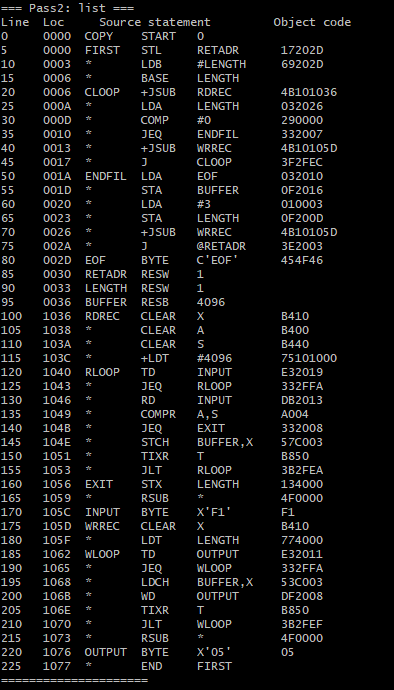 === Pass2: list ===
Line  Loc     Source statement         Object code
0     0000  COPY    START   0
5     0000  FIRST   STL     RETADR      17202D
10    0003  *       LDB     #LENGTH     69202D
15    0006  *       BASE    LENGTH
20    0006  CLOOP   +JSUB   RDREC       4B101036
25    000A  *       LDA     LENGTH      032026
30    000D  *       COMP    #0          290000
35    0010  *       JEQ     ENDFIL      332007
40    0013  *       +JSUB   WRREC       4B10105D
45    0017  *       J       CLOOP       3F2FEC
50    001A  ENDFIL  LDA     EOF         032010
55    001D  *       STA     BUFFER      0F2016
60    0020  *       LDA     #3          010003
65    0023  *       STA     LENGTH      0F200D
70    0026  *       +JSUB   WRREC       4B10105D
75    002A  *       J       @RETADR     3E2003
80    002D  EOF     BYTE    C'EOF'      454F46
85    0030  RETADR  RESW    1
90    0033  LENGTH  RESW    1
95    0036  BUFFER  RESB    4096
100   1036  RDREC   CLEAR   X           B410
105   1038  *       CLEAR   A           B400
110   103A  *       CLEAR   S           B440
115   103C  *       +LDT    #4096       75101000
120   1040  RLOOP   TD      INPUT       E32019
125   1043  *       JEQ     RLOOP       332FFA
130   1046  *       RD      INPUT       DB2013
135   1049  *       COMPR   A,S         A004
140   104B  *       JEQ     EXIT        332008
145   104E  *       STCH    BUFFER,X    57C003
150   1051  *       TIXR    T           B850
155   1053  *       JLT     RLOOP       3B2FEA
160   1056  EXIT    STX     LENGTH      134000
165   1059  *       RSUB    *           4F0000
170   105C  INPUT   BYTE    X'F1'       F1
175   105D  WRREC   CLEAR   X           B410
180   105F  *       LDT     LENGTH      774000
185   1062  WLOOP   TD      OUTPUT      E32011
190   1065  *       JEQ     WLOOP       332FFA
195   1068  *       LDCH    BUFFER,X    53C003
200   106B  *       WD      OUTPUT      DF2008
205   106E  *       TIXR    T           B850
210   1070  *       JLT     WLOOP       3B2FEF
215   1073  *       RSUB    *           4F0000
220   1076  OUTPUT  BYTE    X'05'       05
225   1077  *       END     FIRST
=====================